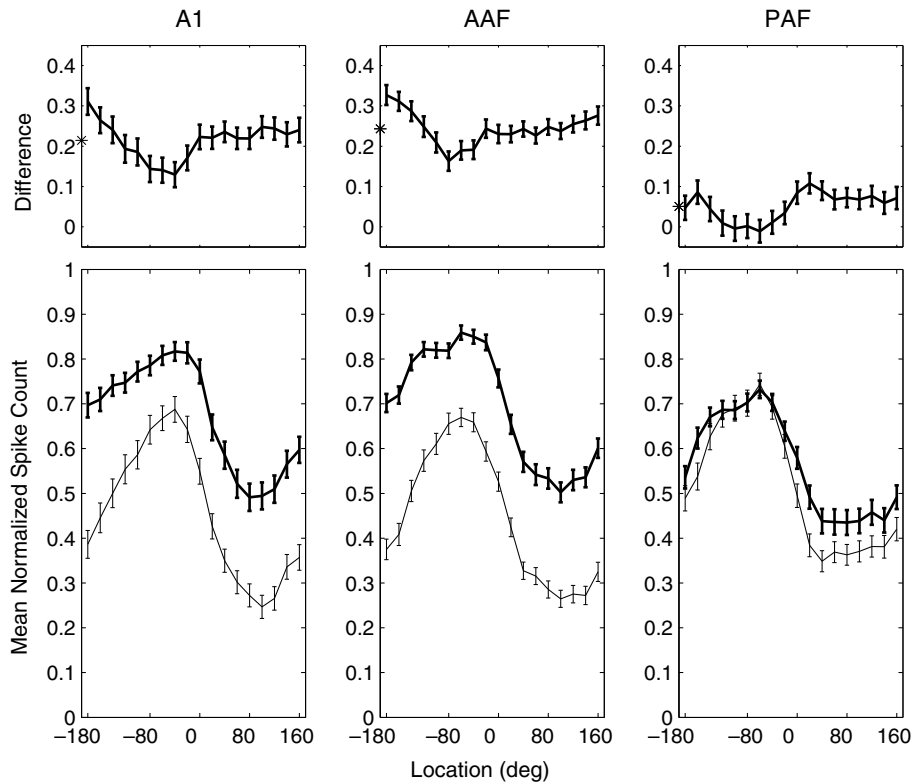 A1 AAF PAF
Difference
0.4 0.4 0.4
0.3 0.3 0.3
0.2 0.2 0.2
0.1 0.1 0.1
0 0 0
Mean Normalized Spike Count
1 1 1
0.9 0.9 0.9
0.8 0.8 0.8
0.7 0.7 0.7
0.6 0.6 0.6
0.5 0.5 0.5
0.4 0.4 0.4
0.3 0.3 0.3
0.2 0.2 0.2
0.1 0.1 0.1
0 0 0
−180 −80 0 80 160 −180 −80 0 80 160 −180 −80 0 80 160
Location (deg)